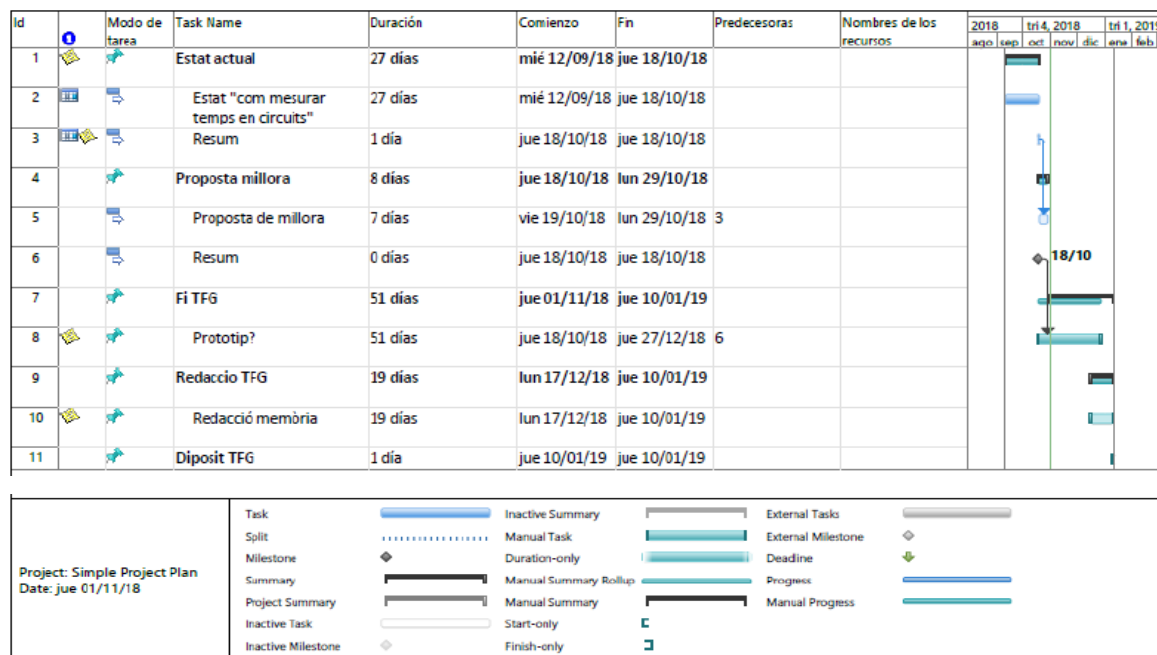 Id Modo de tarea Task Name Duración Comienzo Fin Predecesoras Nombres de los recursos
2018 tri 4, 2018 tri 1, 2019
ago sep oct nov dic ene feb
1 Estat actual 27 días mié 12/09/18 jue 18/10/18
2 Estat "com mesurar temps en circuits" 27 días mié 12/09/18 jue 18/10/18
3 Resum 1 día jue 18/10/18 jue 18/10/18
4 Proposta millora 8 días jue 18/10/18 lun 29/10/18
5 Proposta de millora 7 días vie 19/10/18 lun 29/10/18 3
6 Resum 0 días jue 18/10/18 jue 18/10/18 18/10
7 Fi TFG 51 días jue 01/11/18 jue 10/01/19
8 Prototip? 51 días jue 18/10/18 jue 27/12/18 6
9 Redaccio TFG 19 días lun 17/12/18 jue 10/01/19
10 Redacció memòria 19 días lun 17/12/18 jue 10/01/19
11 Diposit TFG 1 día jue 10/01/19 jue 10/01/19
Project: Simple Project Plan
Date: jue 01/11/18
Task Inactive Summary External Tasks
Split Manual Task External Milestone
Milestone Duration-only Deadline
Summary Manual Summary Rollup Progress
Project Summary Manual Summary Manual Progress
Inactive Task Start-only
Inactive Milestone Finish-only